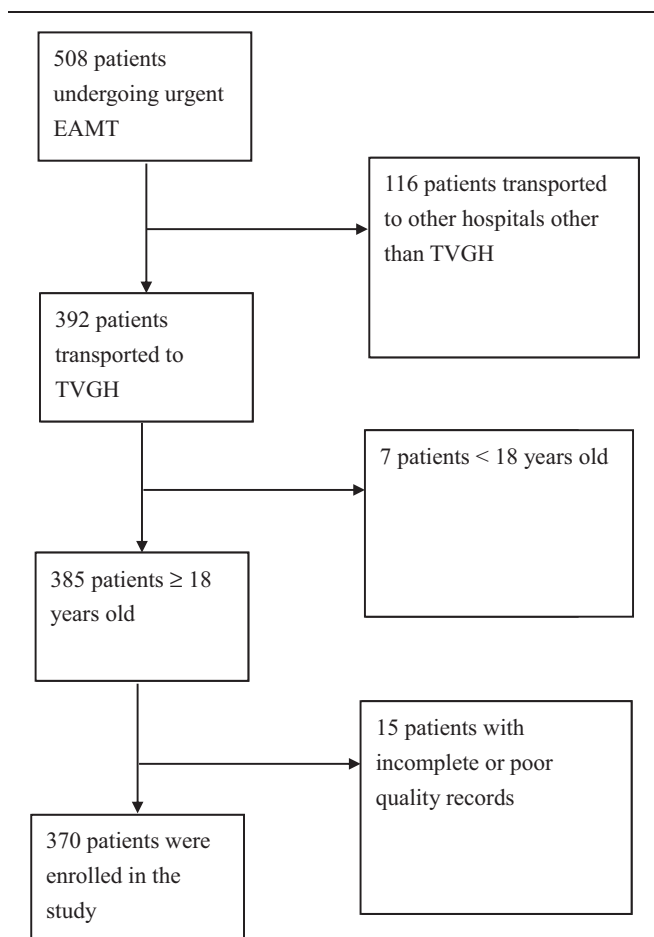 508 patients
undergoing urgent
EAMT
116 patients transported
to other hospitals other
than TVGH
392 patients
transported to
TVGH
7 patients < 18 years old
385 patients ≥ 18
years old
15 patients with
incomplete or poor
quality records
370 patients were
enrolled in the
study